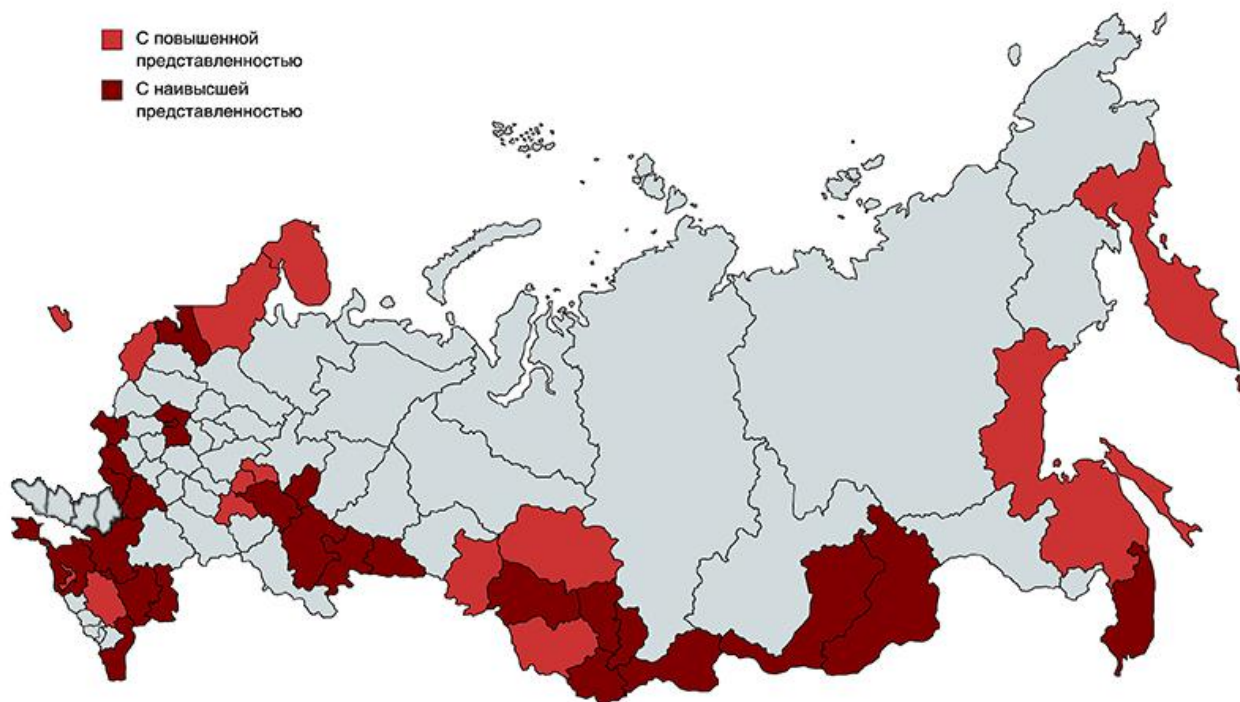 С повышенной
представленностью
С наивысшей
представленностью